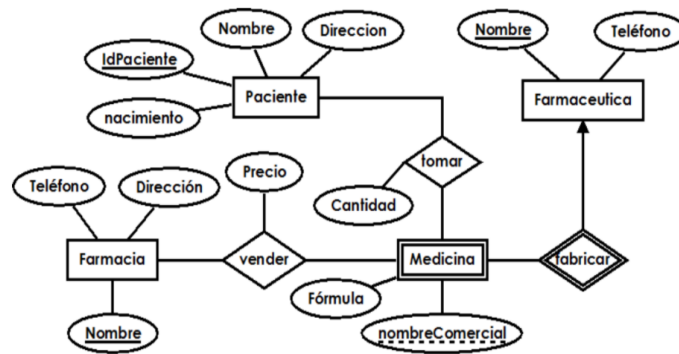 Nombre
Direccion
Nombre
Teléfono
IdPaciente
Paciente
Farmaceutica
nacimiento
tomar
Teléfono
Dirección
Precio
Cantidad
Farmacia
vender
Medicina
fabricar
Fórmula
Nombre
nombreComercial